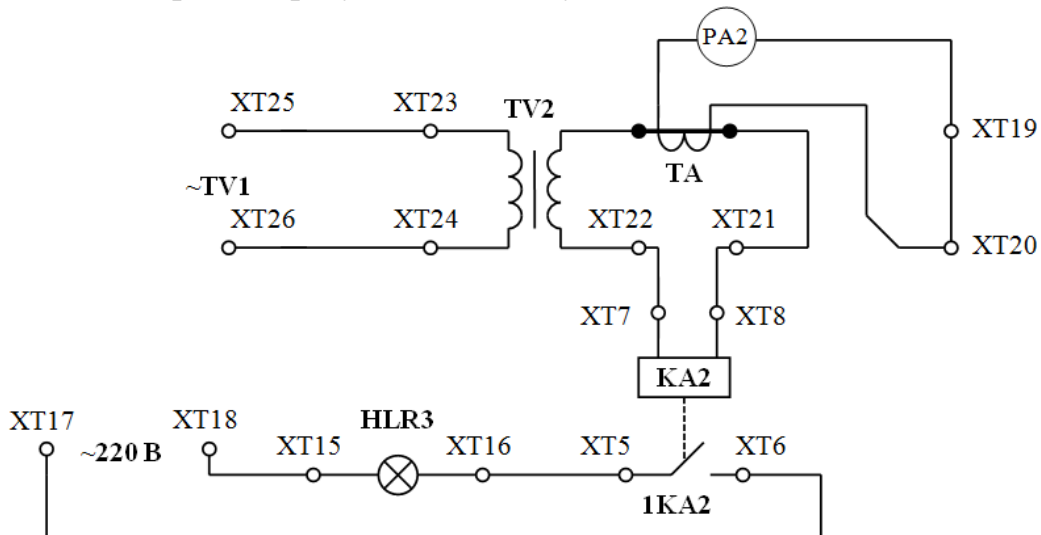 PA2
XT25
XT23
TV2
XT19
TA
~TV1
XT26
XT24
XT22
XT21
XT20
XT7
XT8
KA2
XT17
~220 В
XT18
HLR3
XT15
XT16
XT5
XT6
1KA2